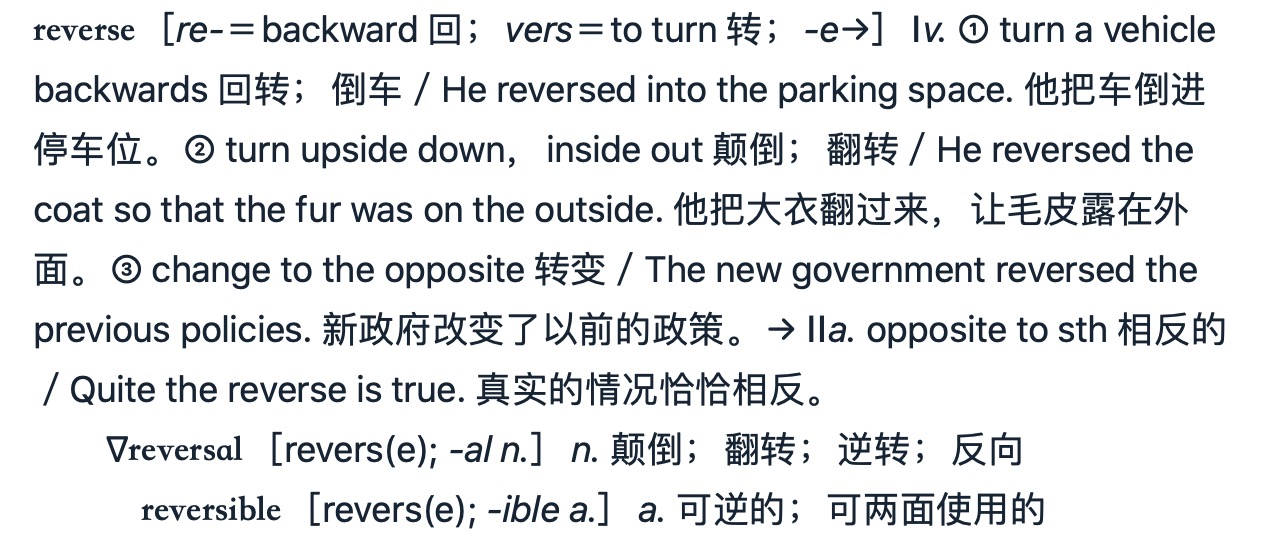 reverse ［re-＝backward 回； vers＝to turn 转； -e→］ Ⅰv. ① turn a vehicle
backwards 回转； 倒车 / He reversed into the parking space. 他把车倒进
停车位。② turn upside down， inside out 颠倒； 翻转 / He reversed the
coat so that the fur was on the outside. 他把大衣翻过来， 让毛皮露在外
面。 ③ change to the opposite 转变 / The new government reversed the
previous policies. 新政府改变了以前的政策。→ Ⅱa. opposite to sth 相反的
/ Quite the reverse is true. 真实的情况恰恰相反。
∇reversal ［revers(e); -al n.］ n. 颠倒； 翻转； 逆转； 反向
reversible ［revers(e); -ible a.］ a. 可逆的； 可两面使用的